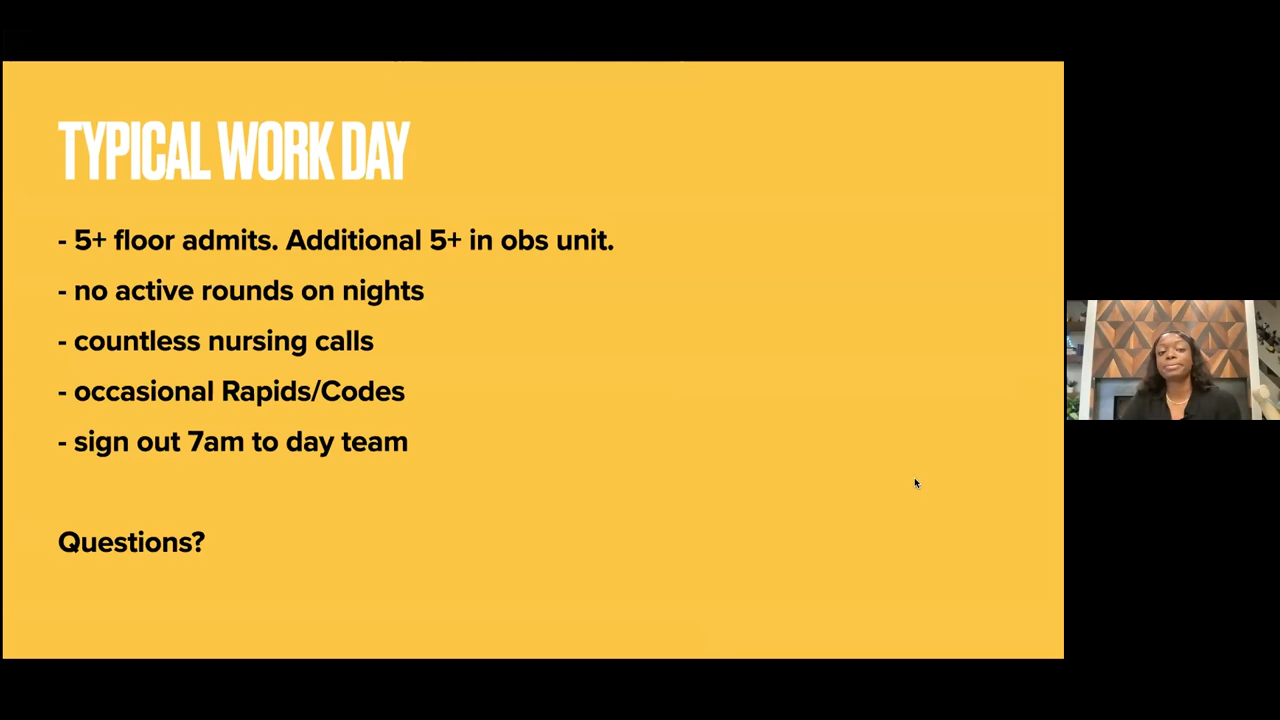 TYPICAL WORK DAY
- 5+ floor admits. Additional 5+ in obs unit.
- no active rounds on nights
- countless nursing calls
- occasional Rapids/Codes
- sign out 7am to day team
Questions?